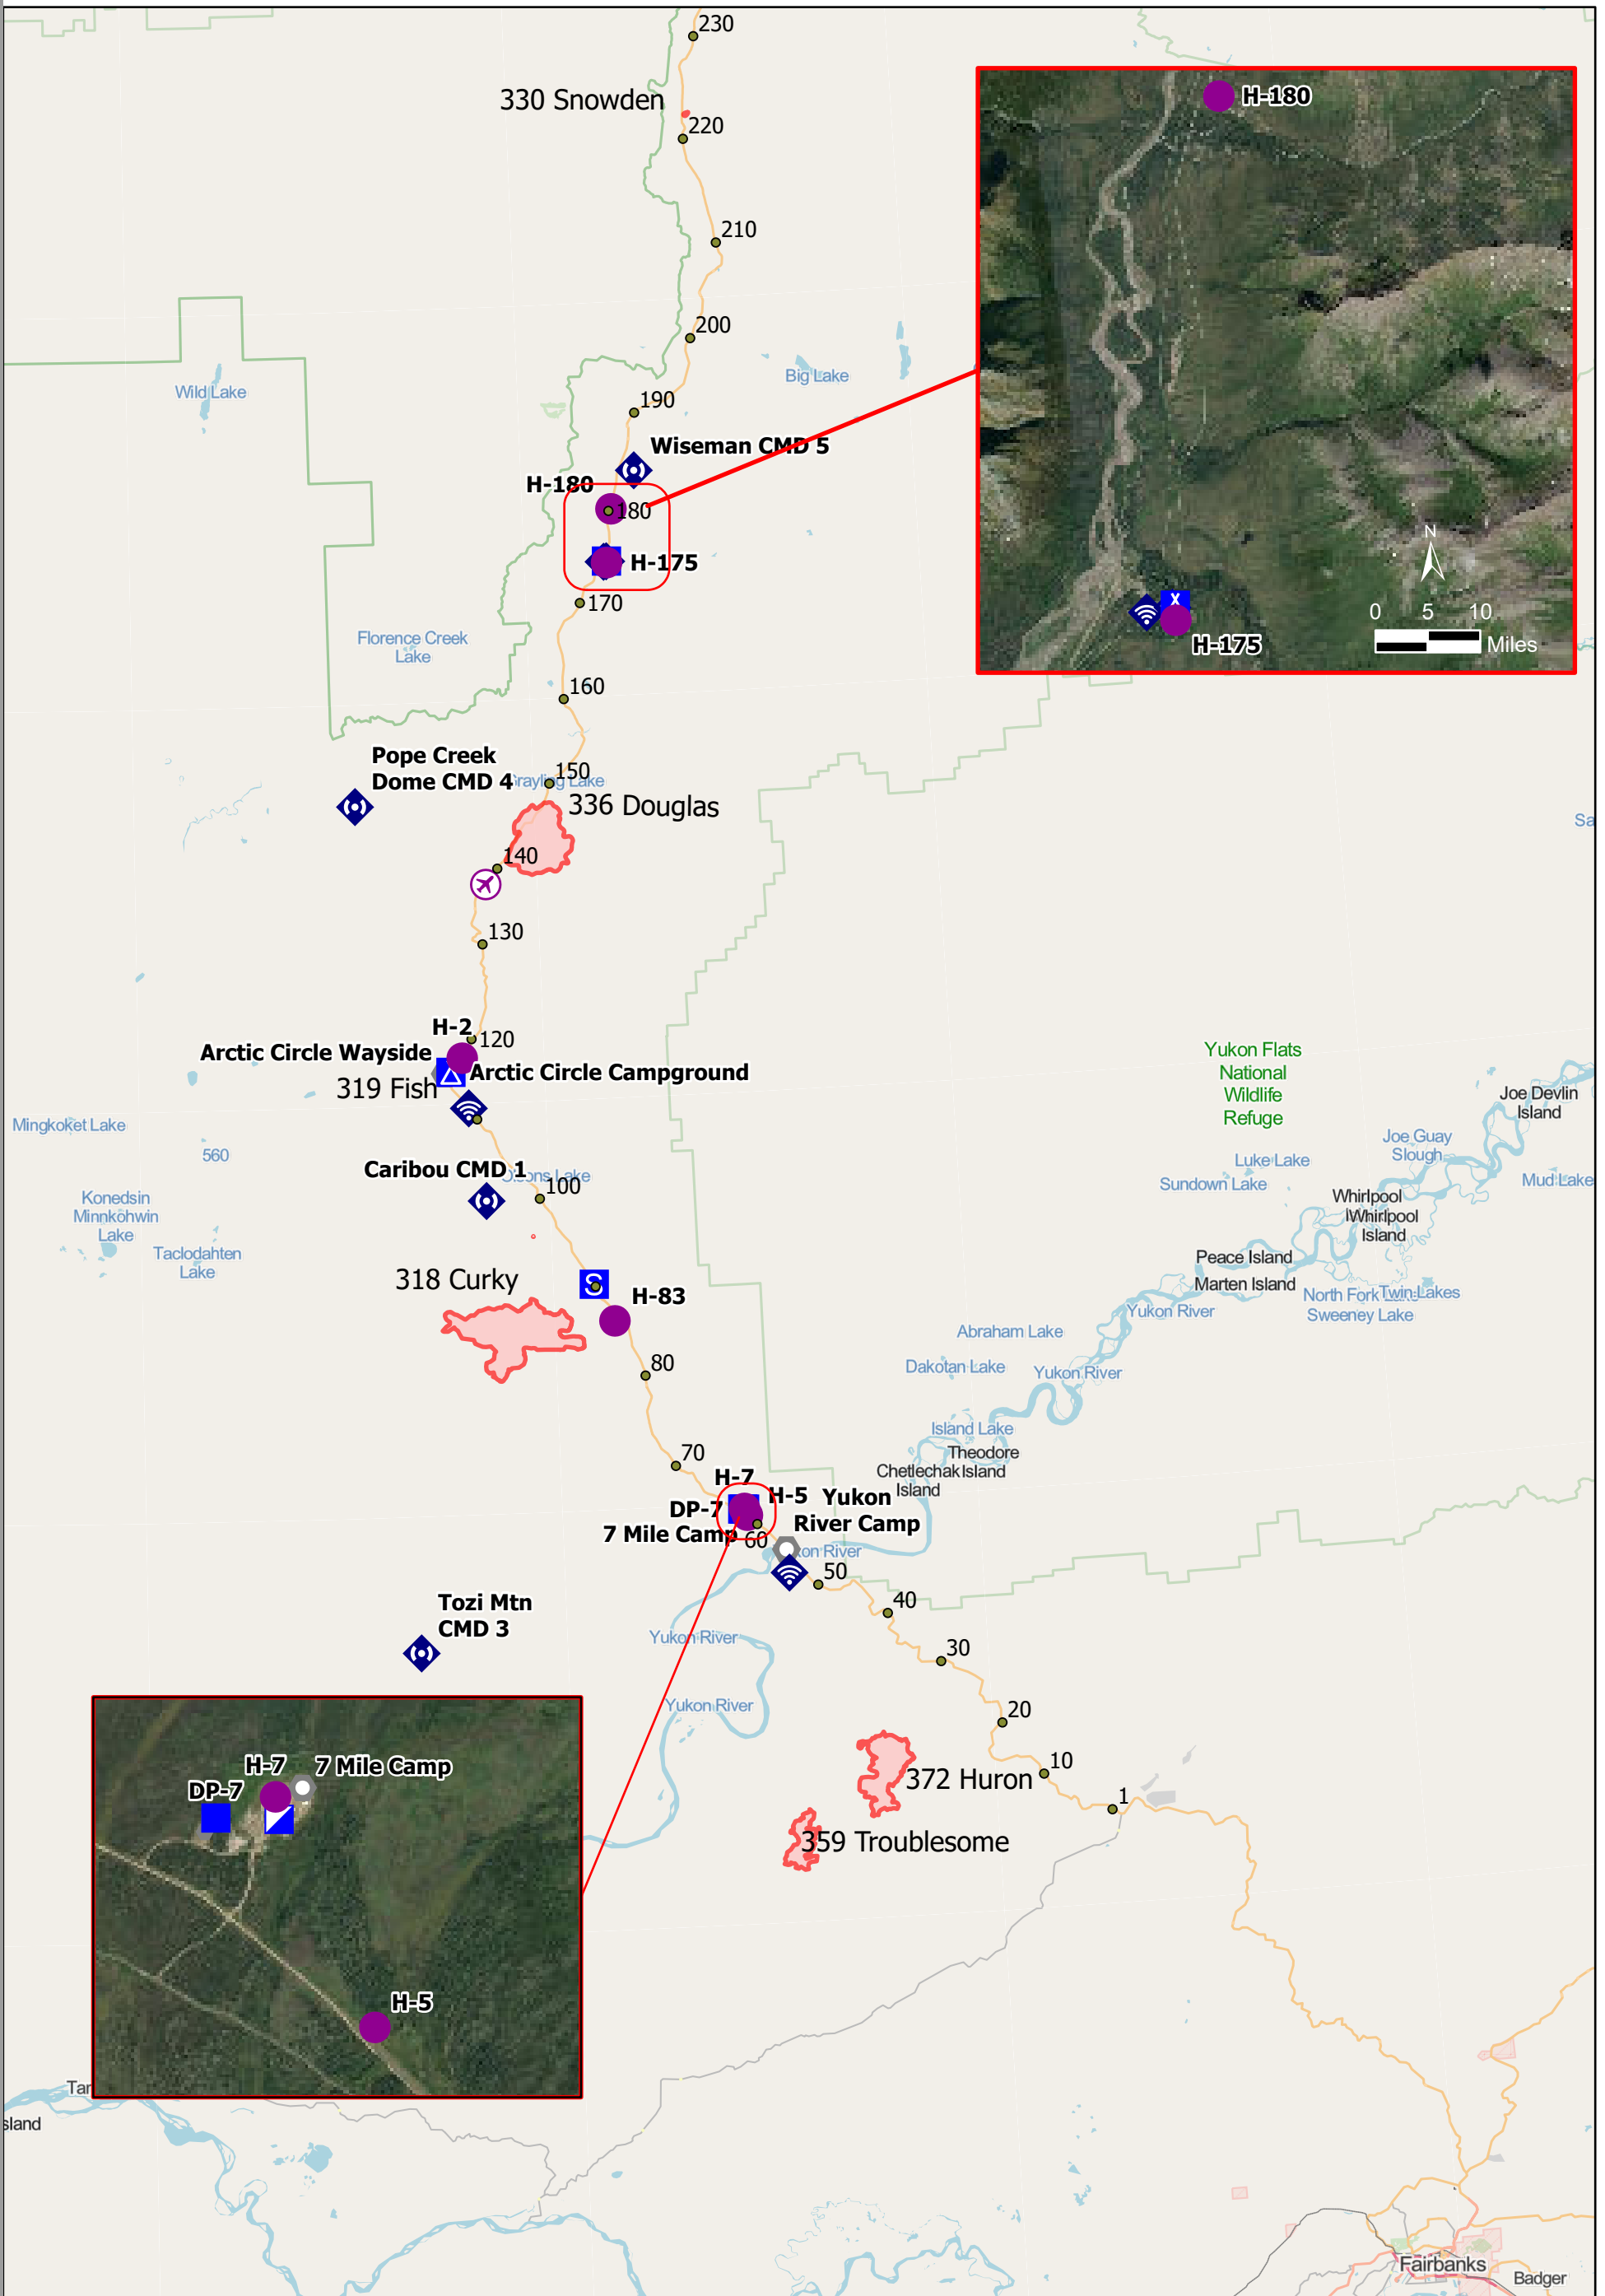 230
330 Snowden
220
210
200
190
Wild Lake
Big Lake
Wiseman CMD 5
H-180
180
H-175
170
Florence Creek
Lake
160
H-180
N
0 5 10
Miles
X
H-175
Pope Creek
Dome CMD 4
150
Grayling Lake
336 Douglas
140
130
H-2
120
Arctic Circle Wayside
Arctic Circle Campground
319 Fish
Mingkoket Lake
560
Caribou CMD 1
100
Konedsin
Minnkohwin
Lake
Taclodahten
Lake
318 Curky
S
H-83
80
70
Yukon Flats
National
Wildlife
Refuge
Joe Devlin
Island
Joe Guay
Slough
Luke Lake
Sundown Lake
Mud Lake
Whirlpool
Whirlpool
Island
Peace Island
Marten Island
Yukon River
Twin Lakes
Sweeney Lake
Abraham Lake
Dakotan Lake
Yukon River
Island Lake
Theodore
Island
Chetlechak
Island
H-7
H-5
DP-7
7 Mile Camp
60
Yukon
River Camp
50
40
30
20
10
1
Tozi Mtn
CMD 3
Yukon River
Yukon River
372 Huron
359 Troublesome
H-7
7 Mile Camp
DP-7
H-5
Fairbanks
Badger